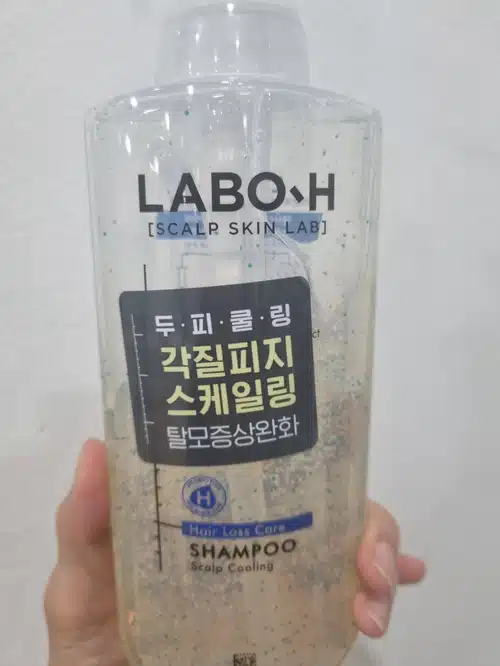 LABO-H
[SCALP SKIN LAB]
두·피·쿨·링
각질피지
스케일링
탈모증상완화
H
Hair Loss Care
SHAMPOO
Scalp Cooling